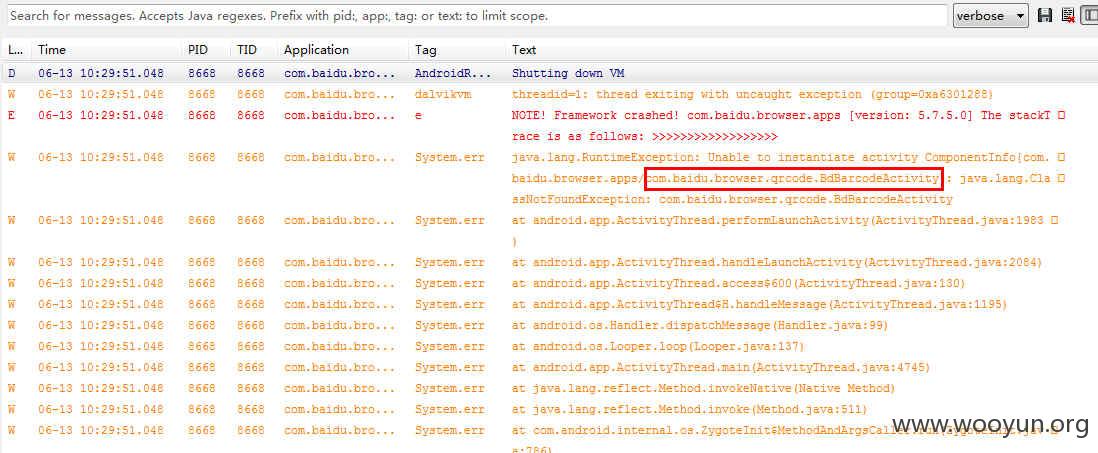 Search for messages. Accepts Java regexes. Prefix with pid:, app:, tag: or text: to limit scope. verbose
L... Time PID TID Application Tag Text
D 06-13 10:29:51.048 8668 8668 com.baidu.bro... AndroidR... Shutting down VM
W 06-13 10:29:51.048 8668 8668 com.baidu.bro... dalvikvm threadid=1: thread exiting with uncaught exception (group=0xa6301288)
E 06-13 10:29:51.048 8668 8668 com.baidu.bro... e NOTE! Framework crashed! com.baidu.browser.apps [version: 5.7.5.0] The stackT
race is as follows: >>>>>>>>>>>>>>>>>>
W 06-13 10:29:51.048 8668 8668 com.baidu.bro... System.err java.lang.RuntimeException: Unable to instantiate activity ComponentInfo{com.
baidu.browser.apps/com.baidu.browser.qrcode.BdBarcodeActivity}: java.lang.Cla
ssNotFoundException: com.baidu.browser.qrcode.BdBarcodeActivity
W 06-13 10:29:51.048 8668 8668 com.baidu.bro... System.err at android.app.ActivityThread.performLaunchActivity(ActivityThread.java:1983
)
W 06-13 10:29:51.048 8668 8668 com.baidu.bro... System.err at android.app.ActivityThread.handleLaunchActivity(ActivityThread.java:2084)
W 06-13 10:29:51.048 8668 8668 com.baidu.bro... System.err at android.app.ActivityThread.access$600(ActivityThread.java:130)
W 06-13 10:29:51.048 8668 8668 com.baidu.bro... System.err at android.app.ActivityThread$H.handleMessage(ActivityThread.java:1195)
W 06-13 10:29:51.048 8668 8668 com.baidu.bro... System.err at android.os.Handler.dispatchMessage(Handler.java:99)
W 06-13 10:29:51.048 8668 8668 com.baidu.bro... System.err at android.os.Looper.loop(Looper.java:137)
W 06-13 10:29:51.048 8668 8668 com.baidu.bro... System.err at android.app.ActivityThread.main(ActivityThread.java:4745)
W 06-13 10:29:51.048 8668 8668 com.baidu.bro... System.err at java.lang.reflect.Method.invokeNative(Native Method)
W 06-13 10:29:51.048 8668 8668 com.baidu.bro... System.err at java.lang.reflect.Method.invoke(Method.java:511)
W 06-13 10:29:51.048 8668 8668 com.baidu.bro... System.err at com.android.internal.os.ZygoteInit$MethodAndArgsCaller.run(ZygoteInit.java
:786)
www.wooyun.org